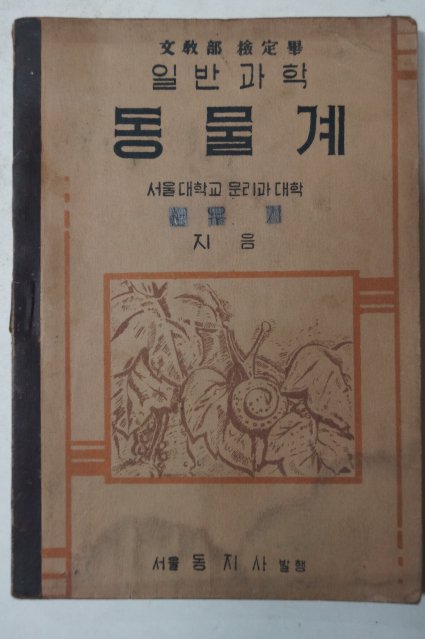 文敎部 檢定畢
일반과학
동물계
서울대학교 문리과대학
지음
서울 동지사 발행